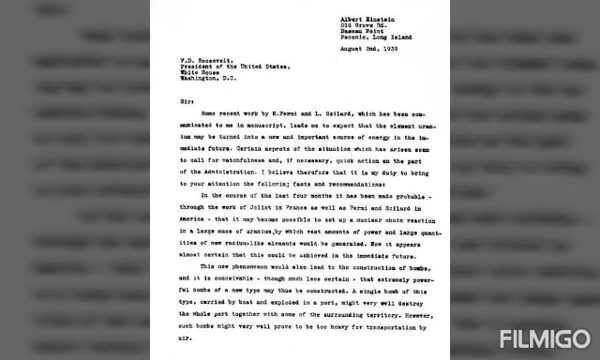 Albert Einstein
Old Grove Rd.
Nassau Point
Peconic, Long Island
August 2nd, 1939
F.D. Roosevelt,
President of the United States,
White House
Washington, D.C.
Sir:
Some recent work by E.Fermi and L. Szilard, which has been com-
municated to me in manuscript, leads me to expect that the element uran-
ium may be turned into a new and important source of energy in the im-
mediate future. Certain aspects of the situation which has arisen seem
to call for watchfulness and, if necessary, quick action on the part
of the Administration. I believe therefore that it is my duty to bring
to your attention the following facts and recommendations:
In the course of the last four months it has been made probable -
through the work of Joliot in France as well as Fermi and Szilard in
America - that it may become possible to set up a nuclear chain reaction
in a large mass of uranium,by which vast amounts of power and large quant-
ities of new radium-like elements would be generated. Now it appears
almost certain that this could be achieved in the immediate future.
This new phenomenon would also lead to the construction of bombs,
and it is conceivable - though much less certain - that extremely power-
ful bombs of a new type may thus be constructed. A single bomb of this
type, carried by boat and exploded in a port, might very well destroy
the whole port together with some of the surrounding territory. However,
such bombs might very well prove to be too heavy for transportation by
air.
FILMIGO